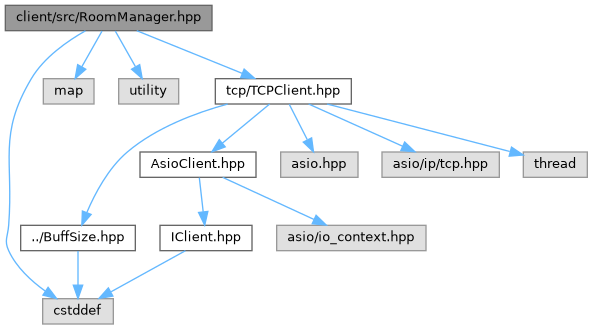 client/src/RoomManager.hpp
map
utility
tcp/TCPClient.hpp
AsioClient.hpp
asio.hpp
asio/ip/tcp.hpp
thread
../BuffSize.hpp
IClient.hpp
asio/io_context.hpp
cstddef